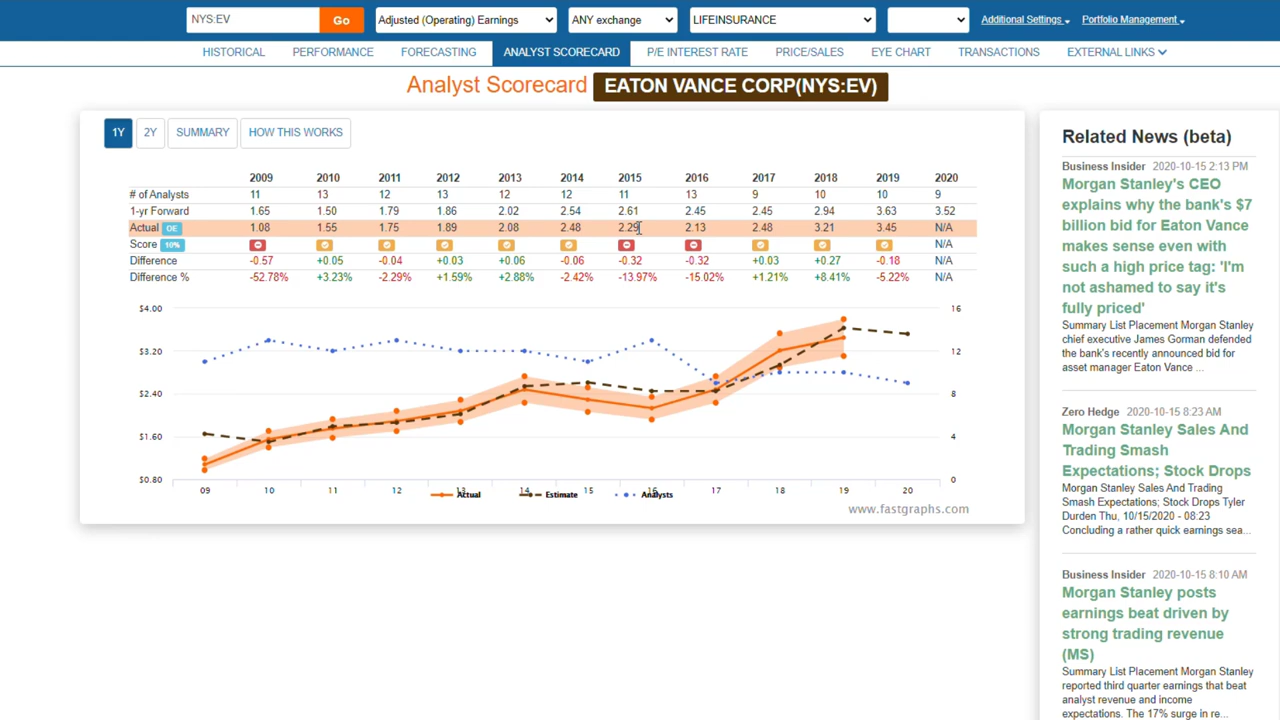 NYS:EV Go Adjusted (Operating) Earnings ANY exchange LIFEINSURANCE Additional Settings Portfolio Management
HISTORICAL PERFORMANCE FORECASTING ANALYST SCORECARD P/E INTEREST RATE PRICE/SALES EYE CHART TRANSACTIONS EXTERNAL LINKS
Analyst Scorecard EATON VANCE CORP(NYS:EV)
1Y 2Y SUMMARY HOW THIS WORKS
2009 2010 2011 2012 2013 2014 2015 2016 2017 2018 2019 2020
# of Analysts 11 13 12 13 12 12 11 13 9 10 10 9
1-yr Forward 1.65 1.50 1.79 1.86 2.02 2.54 2.61 2.45 2.45 2.94 3.63 3.52
Actual OE 1.08 1.55 1.75 1.89 2.08 2.48 2.29 2.13 2.48 3.21 3.45 N/A
Score 10% N/A
Difference -0.57 +0.05 -0.04 +0.03 +0.06 -0.06 -0.32 -0.32 +0.03 +0.27 -0.18 N/A
Difference % -52.78% +3.23% -2.29% +1.59% +2.88% -2.42% -13.97% -15.02% +1.21% +8.41% -5.22% N/A
$4.00 16
$3.20 12
$2.40 8
$1.60 4
$0.80 0
09 10 11 12 13 14 15 16 17 18 19 20
Actual Estimate Analysts
www.fastgraphs.com
Related News (beta)
Business Insider 2020-10-15 2:13 PM
Morgan Stanley's CEO
explains why the bank's $7
billion bid for Eaton Vance
makes sense even with
such a high price tag: 'I'm
not ashamed to say it's
fully priced'
Summary List Placement Morgan Stanley
chief executive James Gorman defended
the bank's recently announced bid for
asset manager Eaton Vance ...
Zero Hedge 2020-10-15 8:23 AM
Morgan Stanley Sales And
Trading Smash
Expectations; Stock Drops
Morgan Stanley Sales And Trading
Smash Expectations; Stock Drops Tyler
Durden Thu, 10/15/2020 - 08:23
Concluding a rather quick earnings sea...
Business Insider 2020-10-15 8:10 AM
Morgan Stanley posts
earnings beat driven by
strong trading revenue
(MS)
Summary List Placement Morgan Stanley
reported third quarter earnings that beat
analyst revenue and income
expectations. The 17% surge in re...